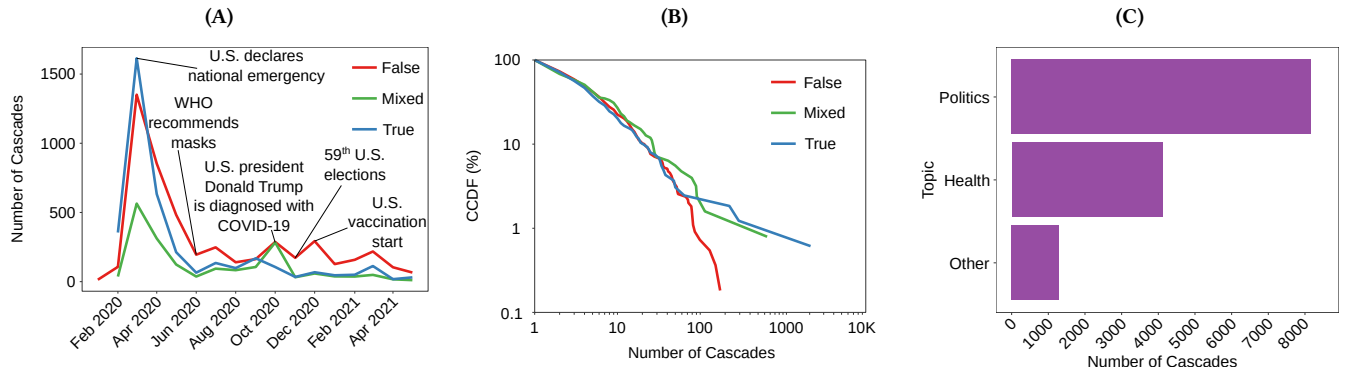 (A)
Number of Cascades
1500
1000
500
0
U.S. declares
national emergency
WHO
recommends
masks
U.S. president
Donald Trump
is diagnosed with
COVID-19
59th U.S.
elections
U.S.
vaccination
start
False
Mixed
True
Feb 2020
Apr 2020
Jun 2020
Aug 2020
Oct 2020
Dec 2020
Feb 2021
Apr 2021
(B)
CCDF (%)
100
10
1
0.1
False
Mixed
True
1
10
100
1000
10K
Number of Cascades
(C)
Topic
Politics
Health
Other
0
1000
2000
3000
4000
5000
6000
7000
8000
Number of Cascades